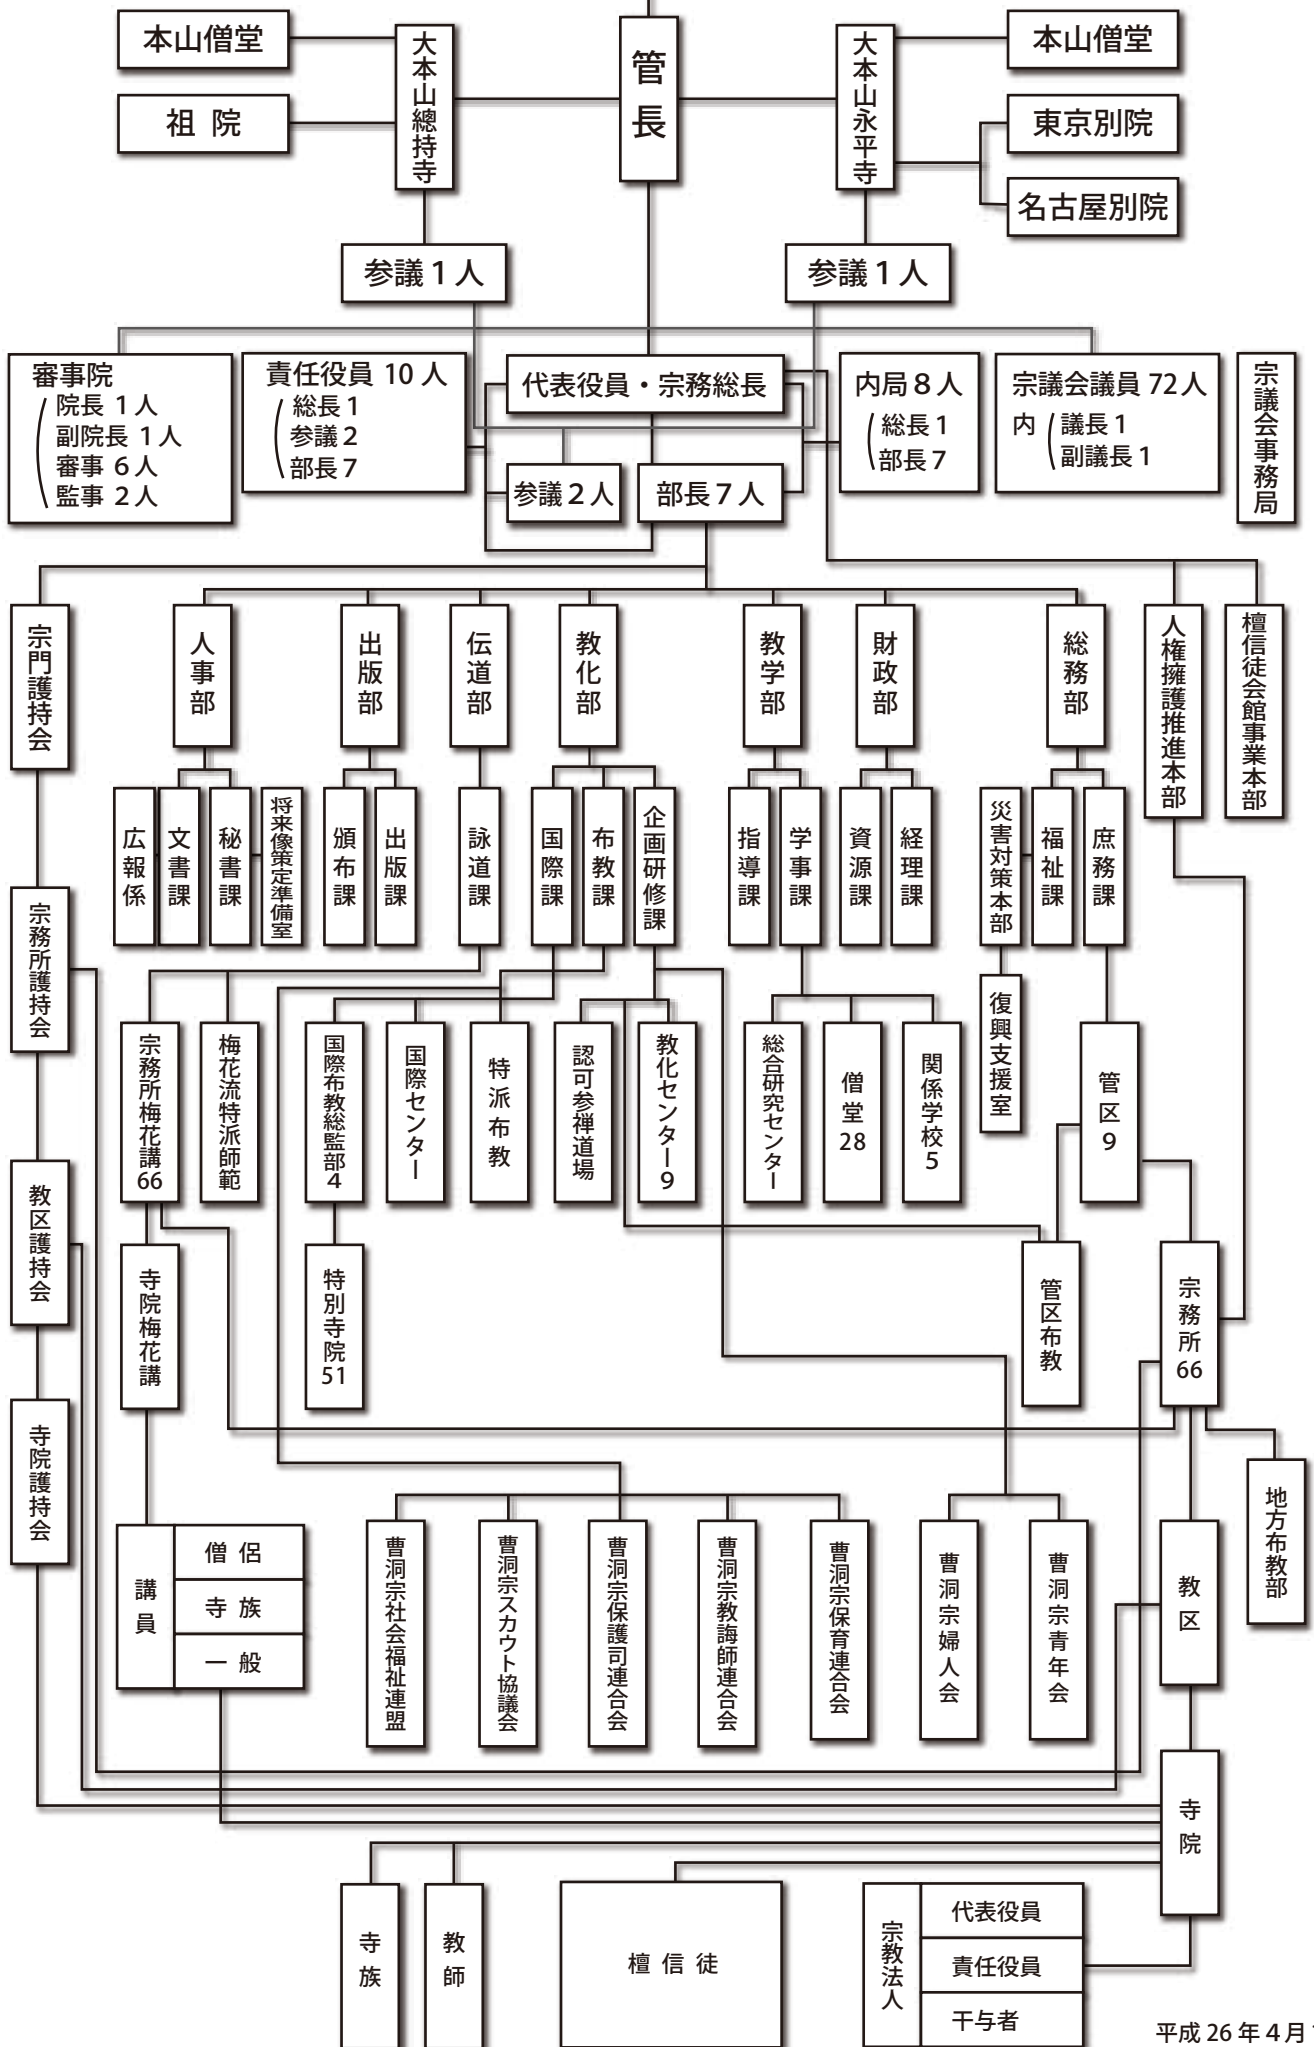 本山僧堂
祖院
大本山總持寺
管長
大本山永平寺
本山僧堂
東京別院
名古屋別院
参議1人
参議1人
審事院
院長 1人
副院長 1人
審事 6人
監事 2人
責任役員 10人
総長1
参議2
部長7
代表役員・宗務総長
参議2人
部長7人
内局8人
総長1
部長7
宗議会議員 72人
内
議長1
副議長1
宗議会事務局
宗門護持会
人事部
出版部
伝道部
教化部
教学部
財政部
総務部
人権擁護推進本部
檀信徒会館事業本部
広報係
文書課
秘書課
将来像策定準備室
頒布課
出版課
詠道課
国際課
布教課
企画研修課
指導課
学事課
資源課
経理課
災害対策本部
福祉課
庶務課
宗務所護持会
宗務所梅花講66
梅花流特派師範
国際布教総監部4
国際センター
特派布教
認可参禅道場
教化センター9
総合研究センター
僧堂28
関係学校5
復興支援室
管区9
教区護持会
寺院梅花講
特別寺院51
管区布教
宗務所66
寺院護持会
講員
僧侶
寺族
一般
曹洞宗社会福祉連盟
曹洞宗スカウト協議会
曹洞宗保護司連合会
曹洞宗教誨師連合会
曹洞宗保育連合会
曹洞宗婦人会
曹洞宗青年会
教区
地方布教部
寺院
寺族
教師
檀信徒
宗教法人
代表役員
責任役員
干与者
平成26年4月